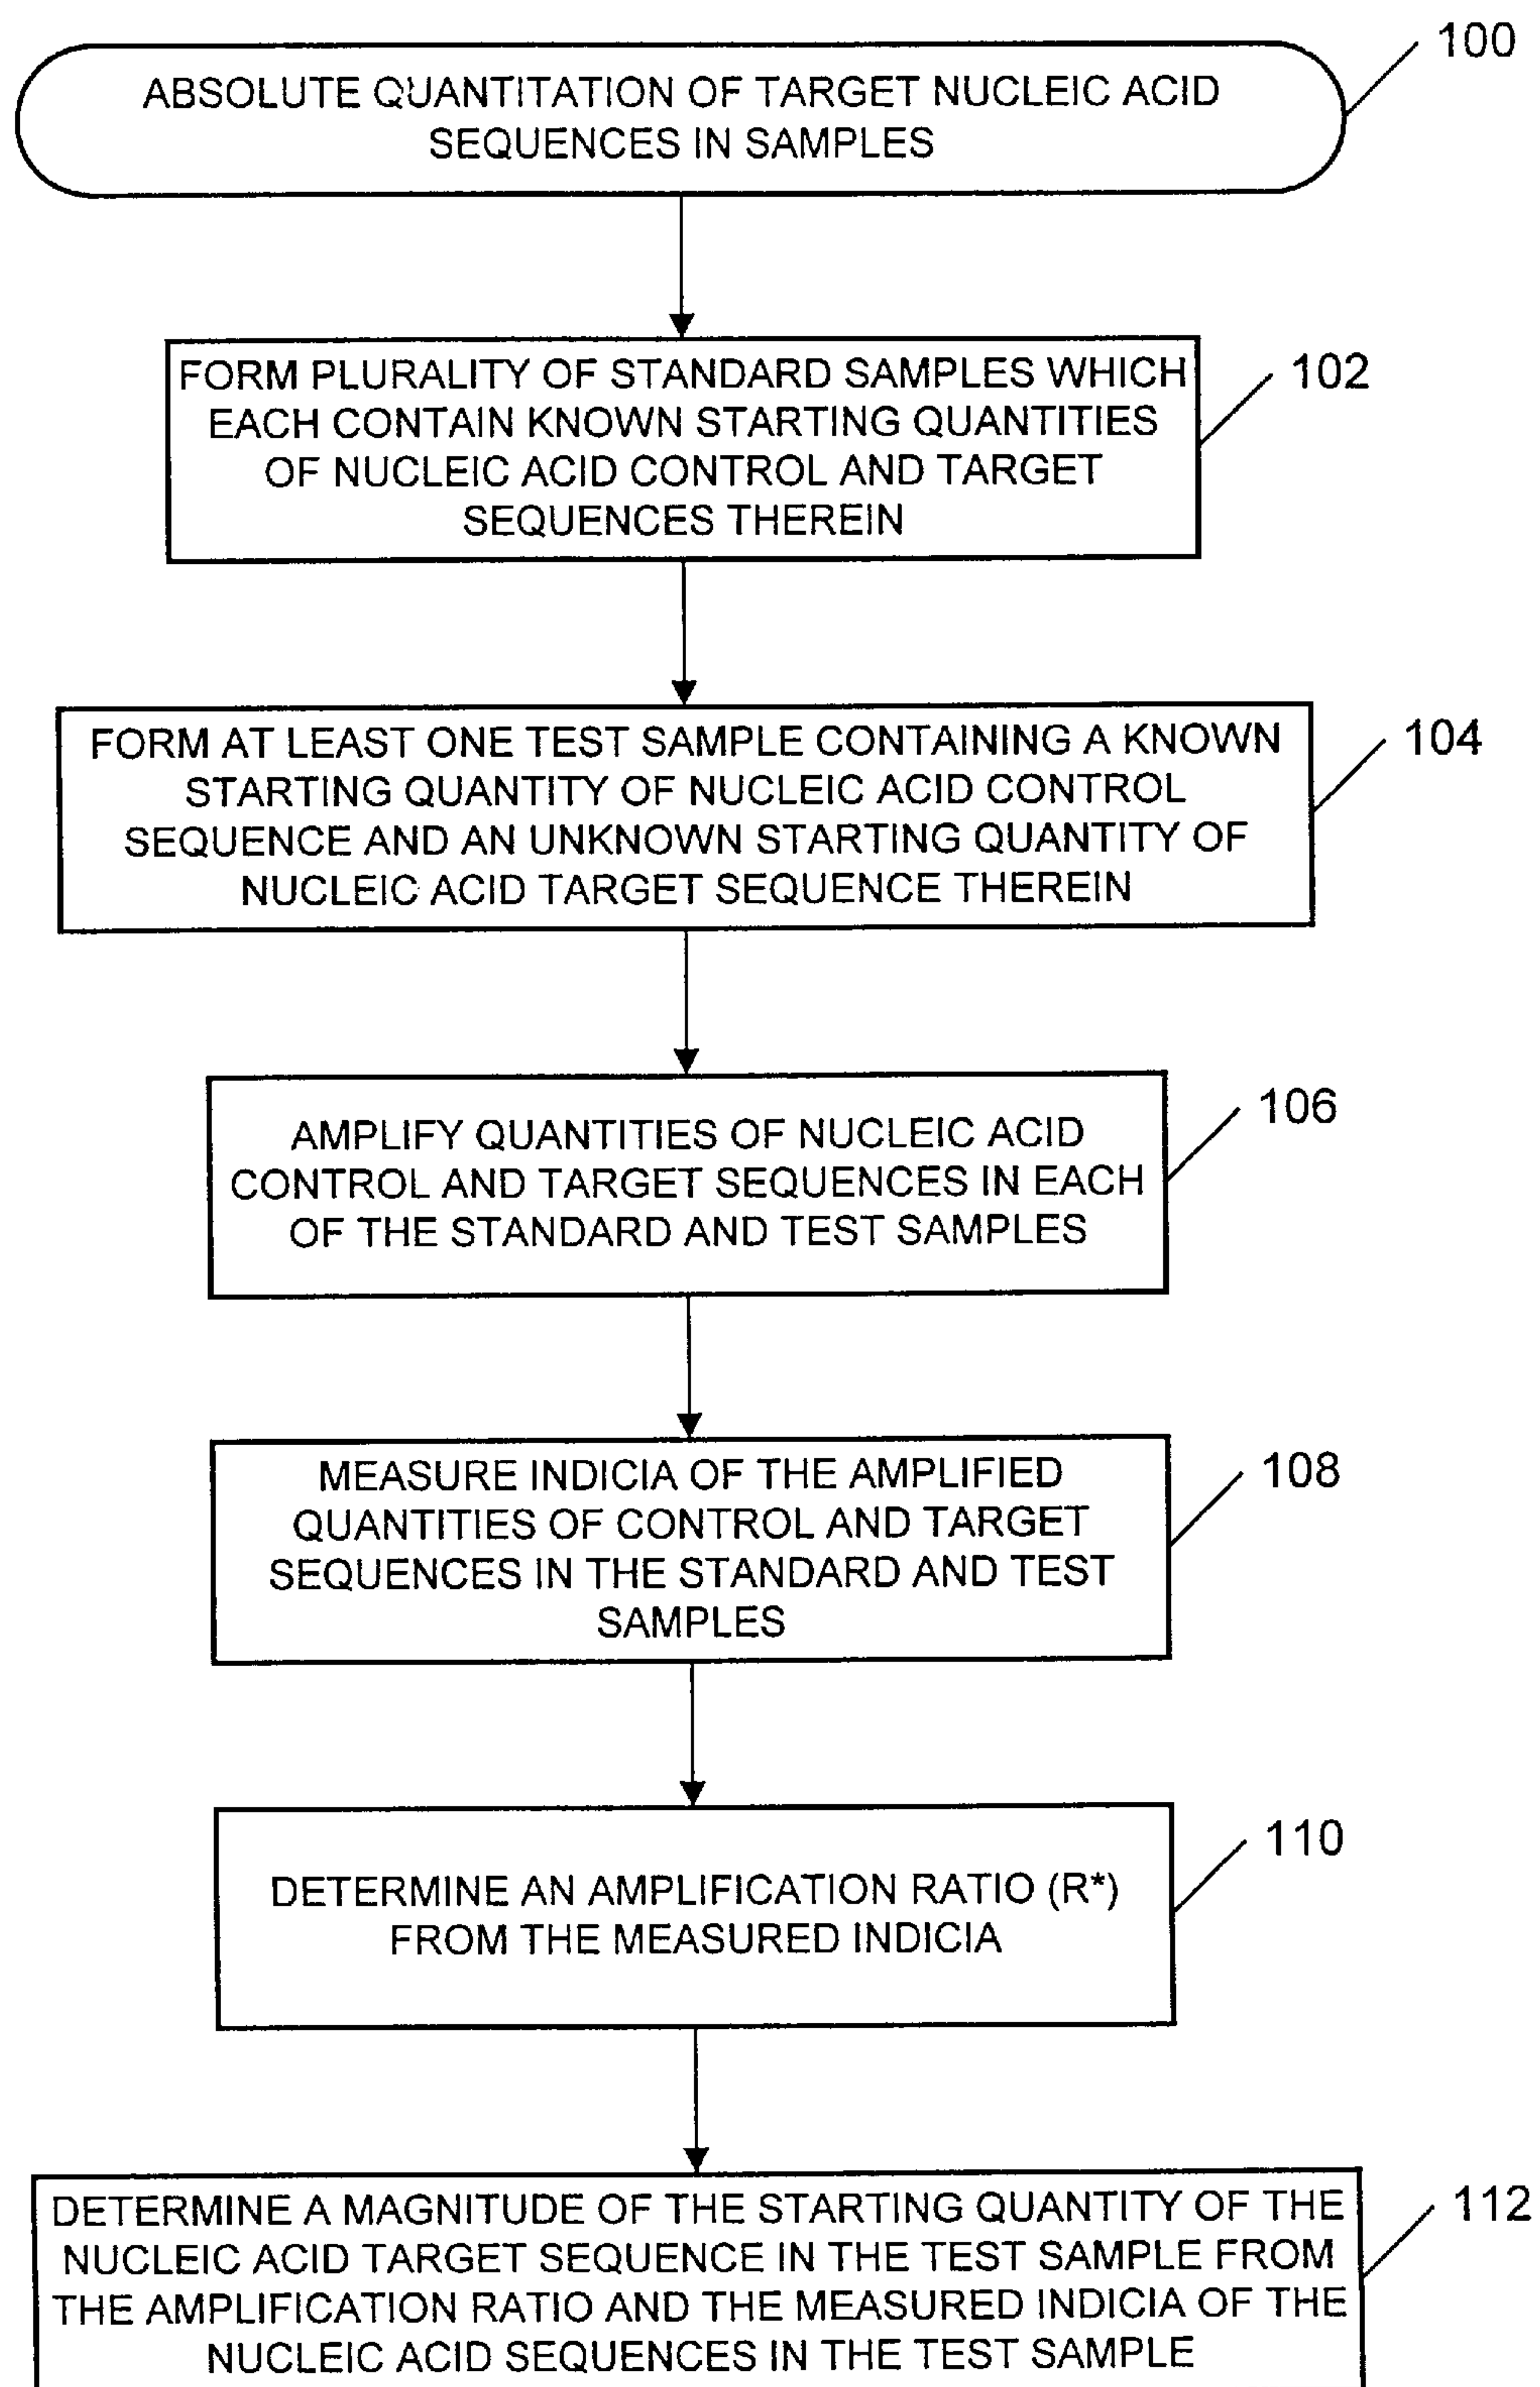 100
ABSOLUTE QUANTITATION OF TARGET NUCLEIC ACID
SEQUENCES IN SAMPLES
102
FORM PLURALITY OF STANDARD SAMPLES WHICH
EACH CONTAIN KNOWN STARTING QUANTITIES
OF NUCLEIC ACID CONTROL AND TARGET
SEQUENCES THEREIN
104
FORM AT LEAST ONE TEST SAMPLE CONTAINING A KNOWN
STARTING QUANTITY OF NUCLEIC ACID CONTROL
SEQUENCE AND AN UNKNOWN STARTING QUANTITY OF
NUCLEIC ACID TARGET SEQUENCE THEREIN
106
AMPLIFY QUANTITIES OF NUCLEIC ACID
CONTROL AND TARGET SEQUENCES IN EACH
OF THE STANDARD AND TEST SAMPLES
108
MEASURE INDICIA OF THE AMPLIFIED
QUANTITIES OF CONTROL AND TARGET
SEQUENCES IN THE STANDARD AND TEST
SAMPLES
110
DETERMINE AN AMPLIFICATION RATIO (R*)
FROM THE MEASURED INDICIA
112
DETERMINE A MAGNITUDE OF THE STARTING QUANTITY OF THE
NUCLEIC ACID TARGET SEQUENCE IN THE TEST SAMPLE FROM
THE AMPLIFICATION RATIO AND THE MEASURED INDICIA OF THE
NUCLEIC ACID SEQUENCES IN THE TEST SAMPLE